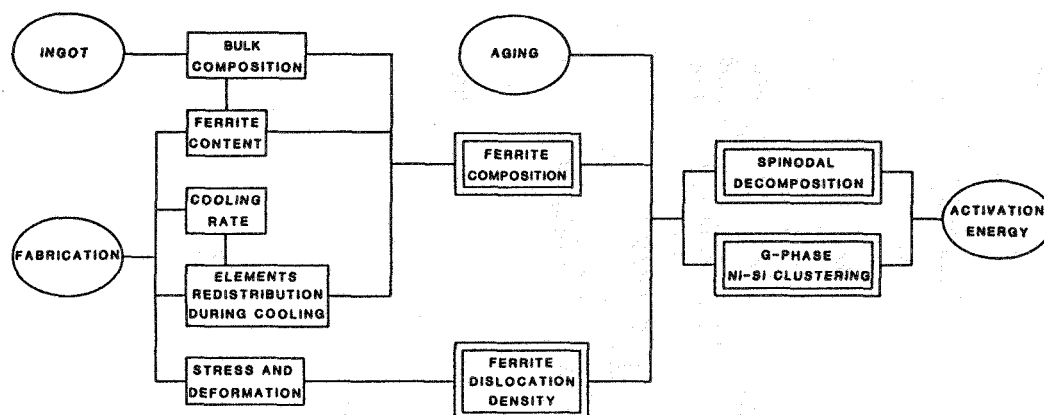 INGOT
BULK
COMPOSITION
AGING
FERRITE
CONTENT
FERRITE
COMPOSITION
SPINODAL
DECOMPOSITION
COOLING
RATE
ACTIVATION
ENERGY
FABRICATION
G-PHASE
Ni-Si CLUSTERING
ELEMENTS
REDISTRIBUTION
DURING COOLING
STRESS AND
DEFORMATION
FERRITE
DISLOCATION
DENSITY